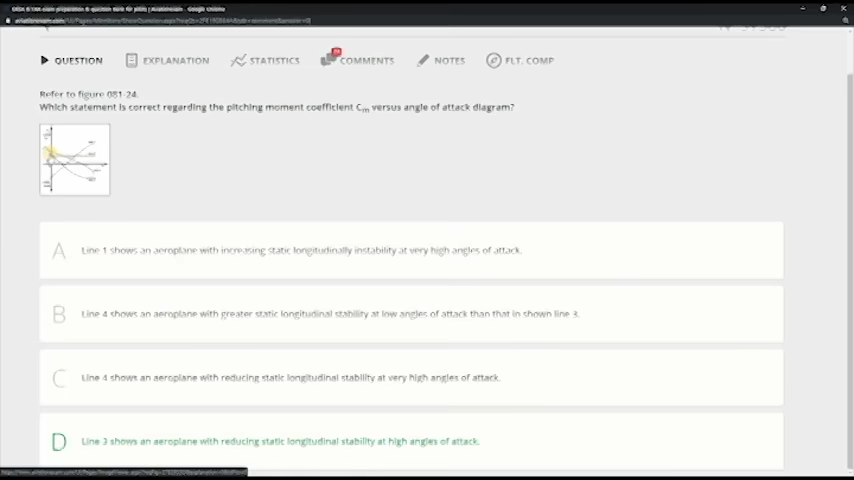 QUESTION
EXPLANATION
STATISTICS
COMMENTS
NOTES
FLT. COMP
Refer to figure 081-24.
Which statement is correct regarding the pitching moment coefficient Cm versus angle of attack diagram?
A
Line 1 shows an aeroplane with increasing static longitudinally instability at very high angles of attack.
B
Line 4 shows an aeroplane with greater static longitudinal stability at low angles of attack than that in shown line 3.
C
Line 4 shows an aeroplane with reducing static longitudinal stability at very high angles of attack.
D
Line 3 shows an aeroplane with reducing static longitudinal stability at high angles of attack.